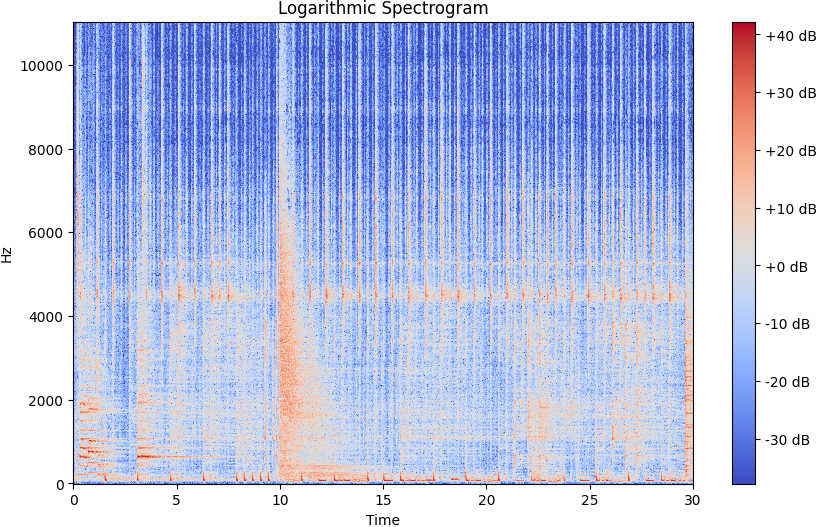 Logarithmic Spectrogram
10000
8000
6000
4000
2000
0
Hz
0 5 10 15 20 25 30
Time
+40 dB
+30 dB
+20 dB
+10 dB
+0 dB
-10 dB
-20 dB
-30 dB